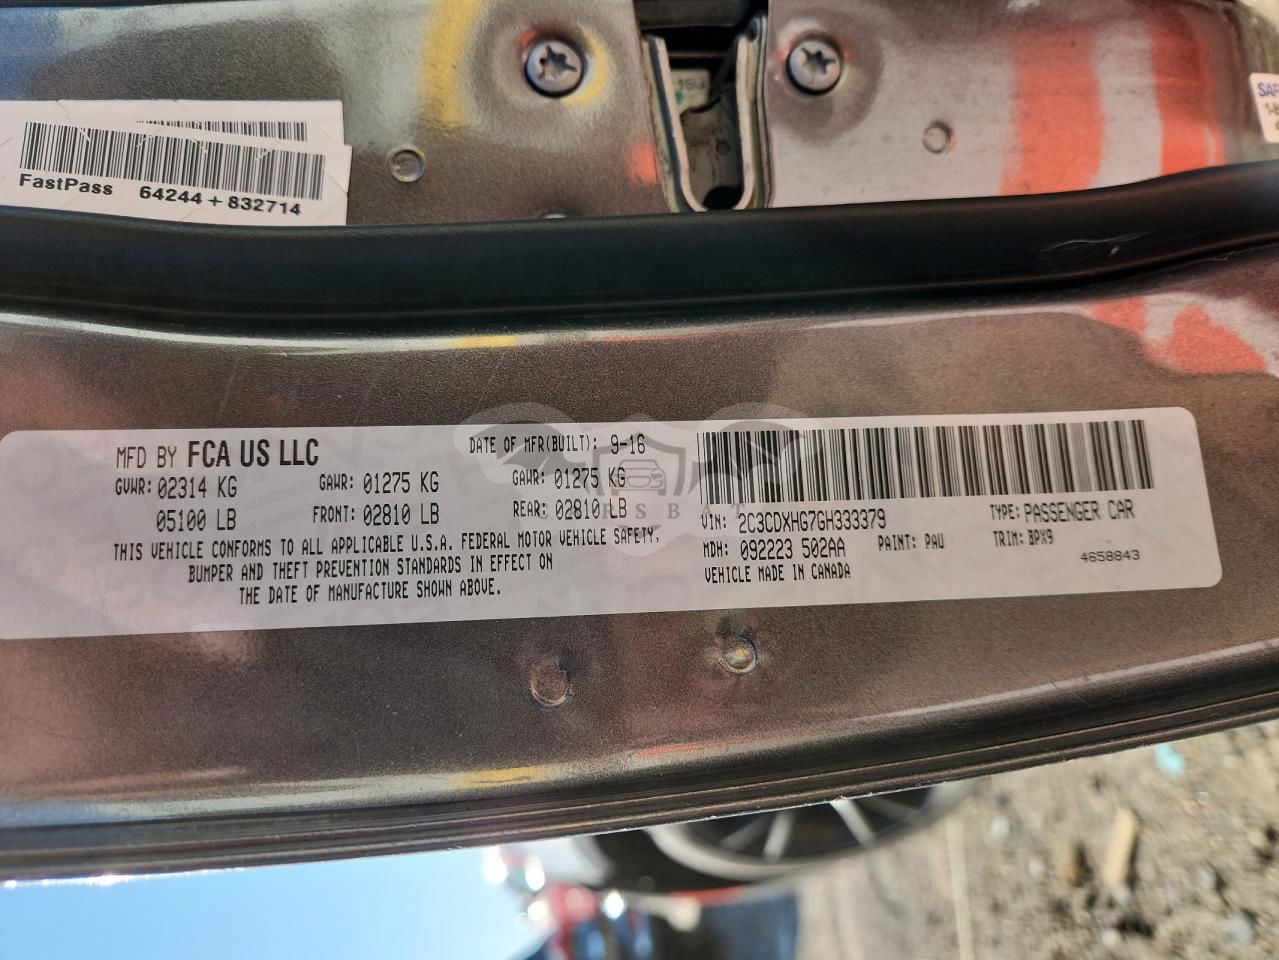 FastPass 64244 + 832714
SAF
MFD BY FCA US LLC
DATE OF MFR(BUILT): 9-16
GVWR: 02314 KG GAWR: 01275 KG GAWR: 01275 KG
05100 LB FRONT: 02810 LB REAR: 02810 LB
THIS VEHICLE CONFORMS TO ALL APPLICABLE U.S.A. FEDERAL MOTOR VEHICLE SAFETY,
BUMPER AND THEFT PREVENTION STANDARDS IN EFFECT ON
THE DATE OF MANUFACTURE SHOWN ABOVE.
VIN: 2C3CDXHG7GH333379 TYPE: PASSENGER CAR
MDH: 092223 502AA PAINT: PAU TRIM: BPX9
VEHICLE MADE IN CANADA 4658843